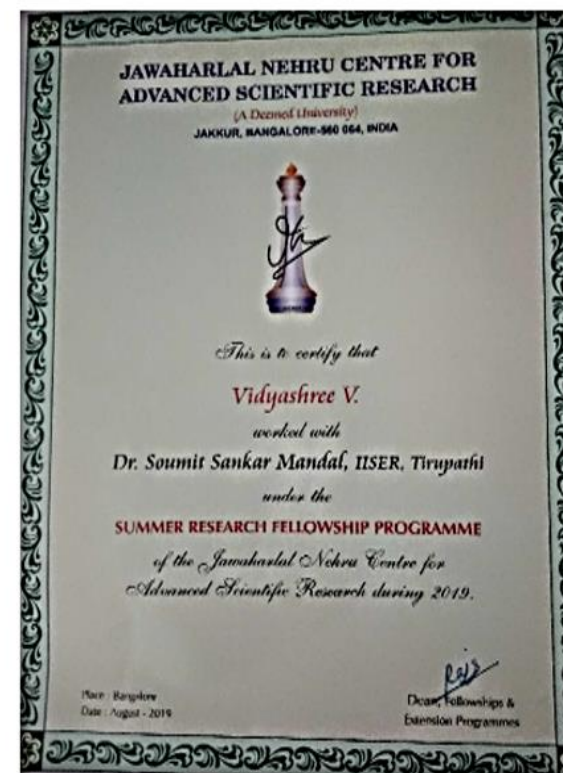 JAWAHARLAL NEHRU CENTRE FOR
ADVANCED SCIENTIFIC RESEARCH
(A Deemed University)
JAKKUR, BANGALORE-560 064, INDIA
This is to certify that
Vidyashree V.
worked with
Dr. Soumit Sankar Mandal, IISER, Tirupathi
under the
SUMMER RESEARCH FELLOWSHIP PROGRAMME
of the Jawaharlal Nehru Centre for
Advanced Scientific Research during 2019.
Place : Bangalore
Date : August - 2019
Dean, Fellowships &
Extension Programmes